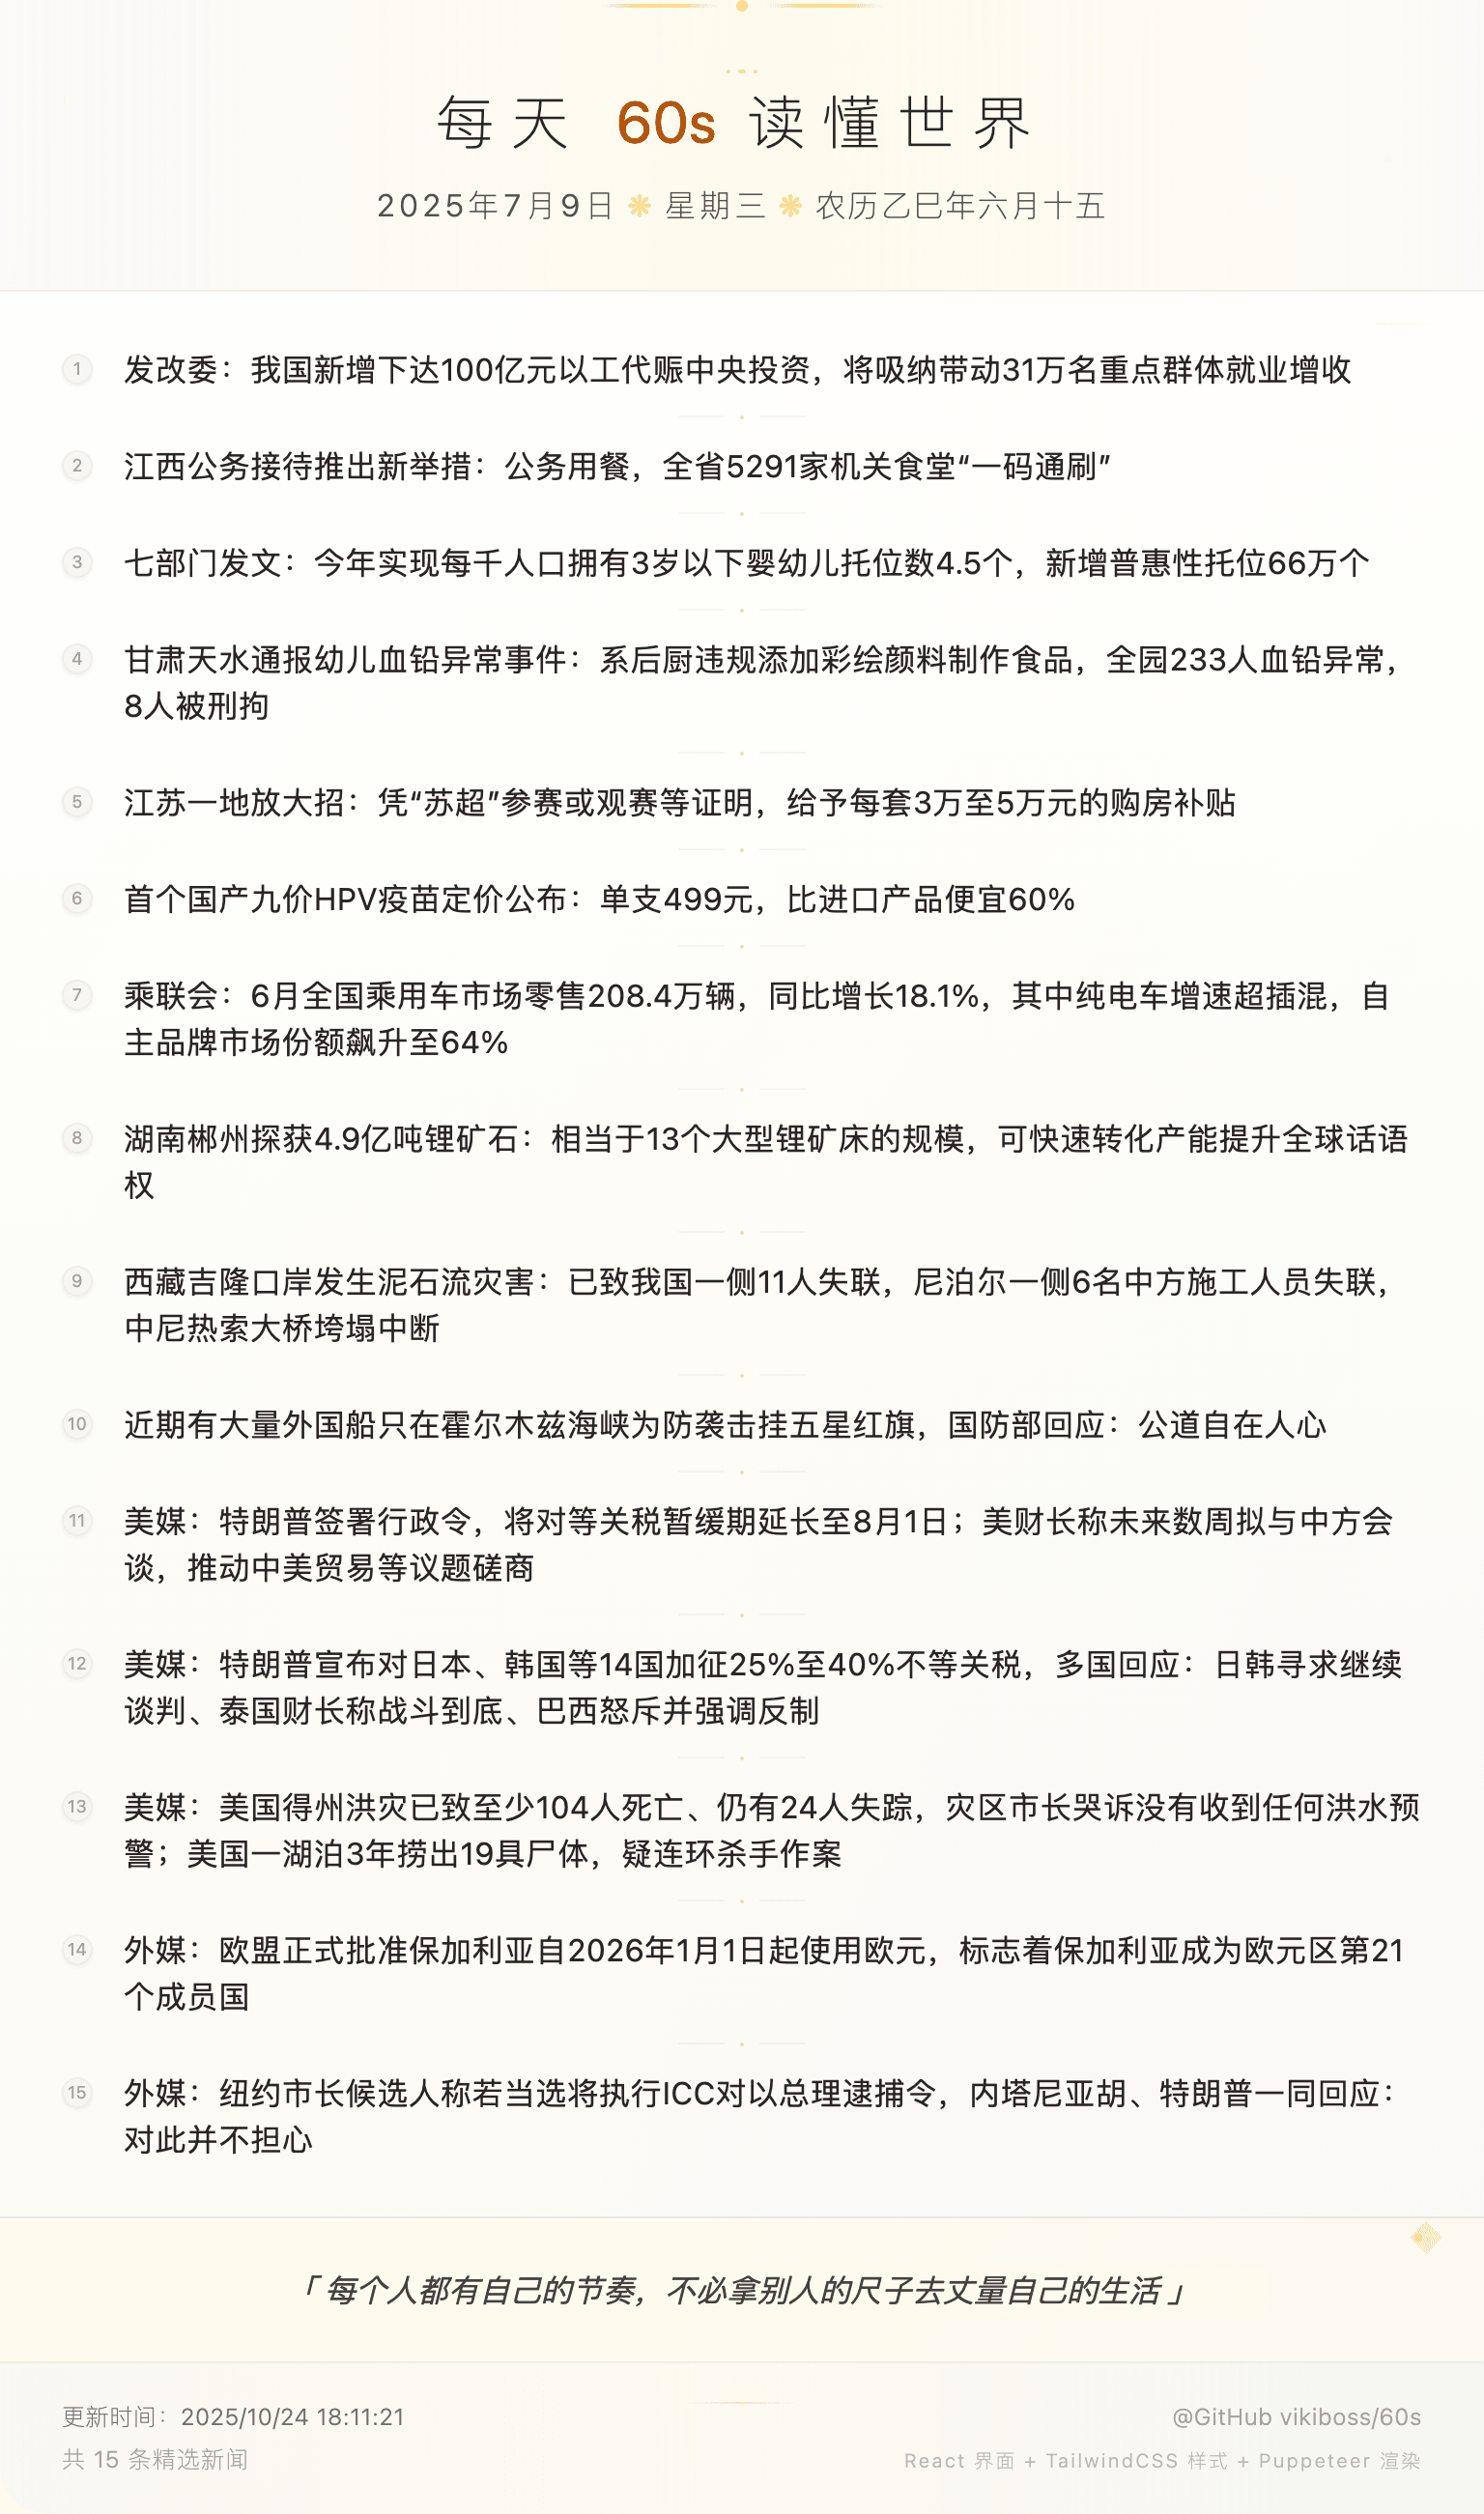 每天 60s 读懂世界
2025年7月9日 ❋ 星期三 ❋ 农历乙巳年六月十五
1 发改委：我国新增下达100亿元以工代赈中央投资，将吸纳带动31万名重点群体就业增收
2 江西公务接待推出新举措：公务用餐，全省5291家机关食堂“一码通刷”
3 七部门发文：今年实现每千人口拥有3岁以下婴幼儿托位数4.5个，新增普惠性托位66万个
4 甘肃天水通报幼儿血铅异常事件：系后厨违规添加彩绘颜料制作食品，全园233人血铅异常，
8人被刑拘
5 江苏一地放大招：凭“苏超”参赛或观赛等证明，给予每套3万至5万元的购房补贴
6 首个国产九价HPV疫苗定价公布：单支499元，比进口产品便宜60%
7 乘联会：6月全国乘用车市场零售208.4万辆，同比增长18.1%，其中纯电车增速超插混，自
主品牌市场份额飙升至64%
8 湖南郴州探获4.9亿吨锂矿石：相当于13个大型锂矿床的规模，可快速转化产能提升全球话语
权
9 西藏吉隆口岸发生泥石流灾害：已致我国一侧11人失联，尼泊尔一侧6名中方施工人员失联，
中尼热索大桥垮塌中断
10 近期有大量外国船只在霍尔木兹海峡为防袭击挂五星红旗，国防部回应：公道自在人心
11 美媒：特朗普签署行政令，将对等关税暂缓期延长至8月1日；美财长称未来数周拟与中方会
谈，推动中美贸易等议题磋商
12 美媒：特朗普宣布对日本、韩国等14国加征25%至40%不等关税，多国回应：日韩寻求继续
谈判、泰国财长称战斗到底、巴西怒斥并强调反制
13 美媒：美国得州洪灾已致至少104人死亡、仍有24人失踪，灾区市长哭诉没有收到任何洪水预
警；美国一湖泊3年捞出19具尸体，疑连环杀手作案
14 外媒：欧盟正式批准保加利亚自2026年1月1日起使用欧元，标志着保加利亚成为欧元区第21
个成员国
15 外媒：纽约市长候选人称若当选将执行ICC对以总理逮捕令，内塔尼亚胡、特朗普一同回应：
对此并不担心
「每个人都有自己的节奏，不必拿别人的尺子去丈量自己的生活」
更新时间：2025/10/24 18:11:21
@GitHub vikiboss/60s
共 15 条精选新闻
React 界面 + TailwindCSS 样式 + Puppeteer 渲染